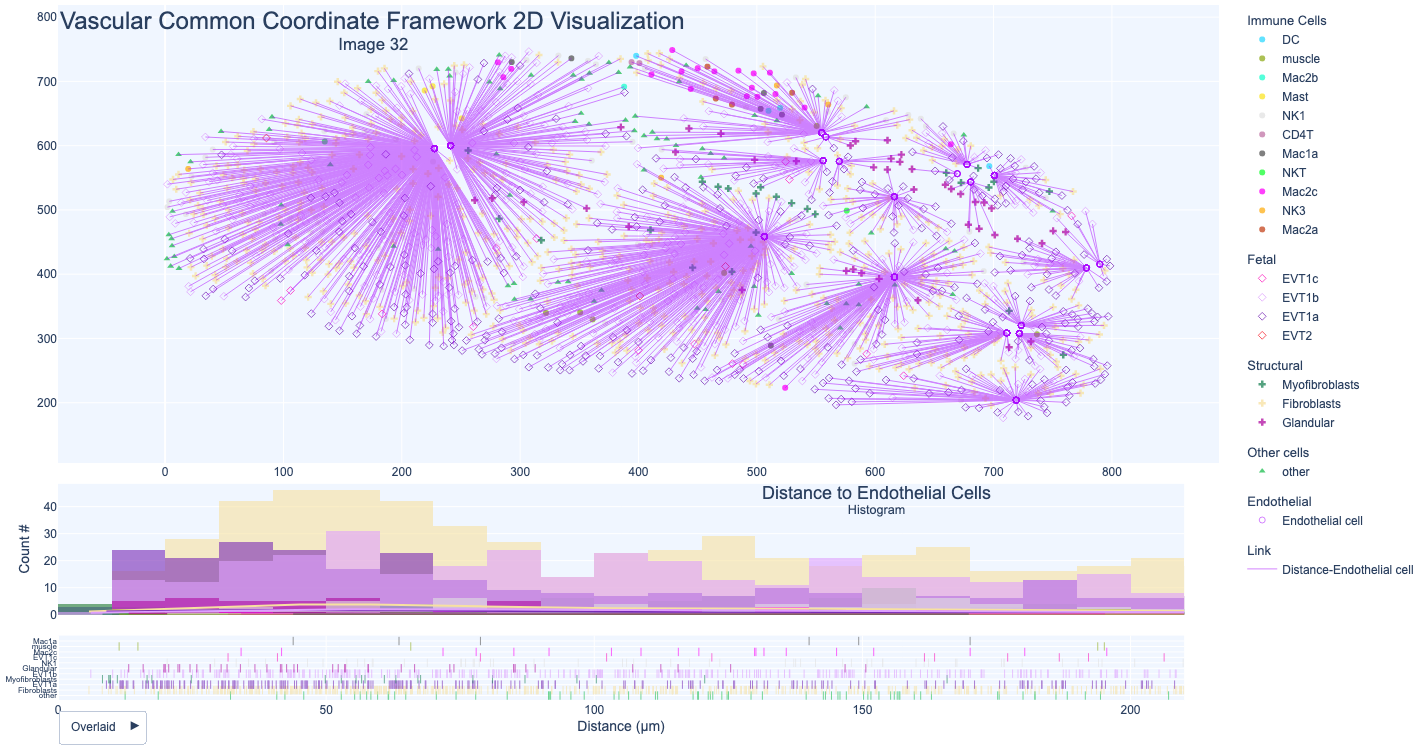 Vascular Common Coordinate Framework 2D Visualization
Image 32
800
700
600
500
400
300
200
0 100 200 300 400 500 600 700 800
Immune Cells
DC
muscle
Mac2b
Mast
NK1
CD4T
Mac1a
NKT
Mac2c
NK3
Mac2a
Fetal
EVT1c
EVT1b
EVT1a
EVT2
Structural
Myofibroblasts
Fibroblasts
Glandular
Other cells
other
Endothelial
Endothelial cell
Link
Distance-Endothelial cell
Distance to Endothelial Cells
Histogram
Count #
40
30
20
10
0
Mac1a
muscle
Mac2c
EVT1c
NK1
Glandular
EVT1b
Myofibroblasts
EVT1a
Fibroblasts
other
0 50 100 150 200
Distance (μm)
Overlaid ►